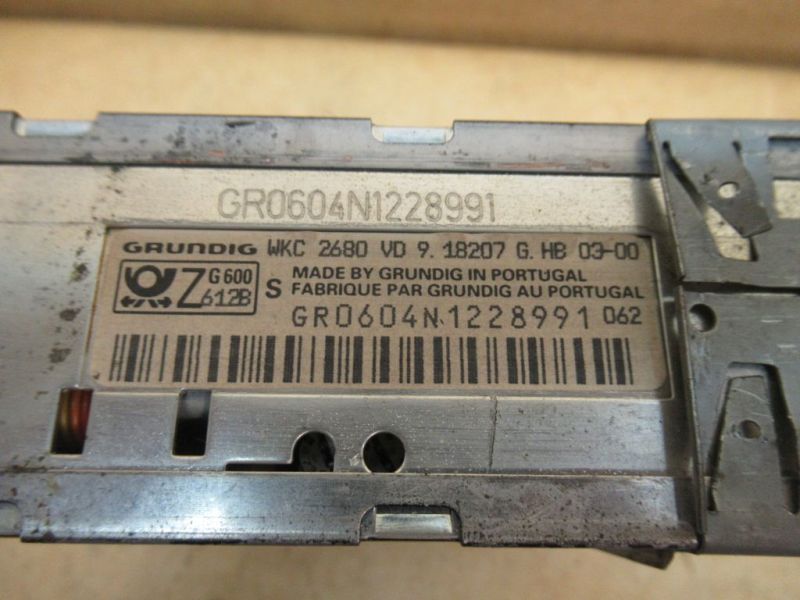 GR0604N1228991
GRUNDIG WKC 2680 VD 9.18207 G.HB 03-00
Z G600 612B
S MADE BY GRUNDIG IN PORTUGAL
FABRIQUE PAR GRUNDIG AU PORTUGAL
GR0604N1228991 062